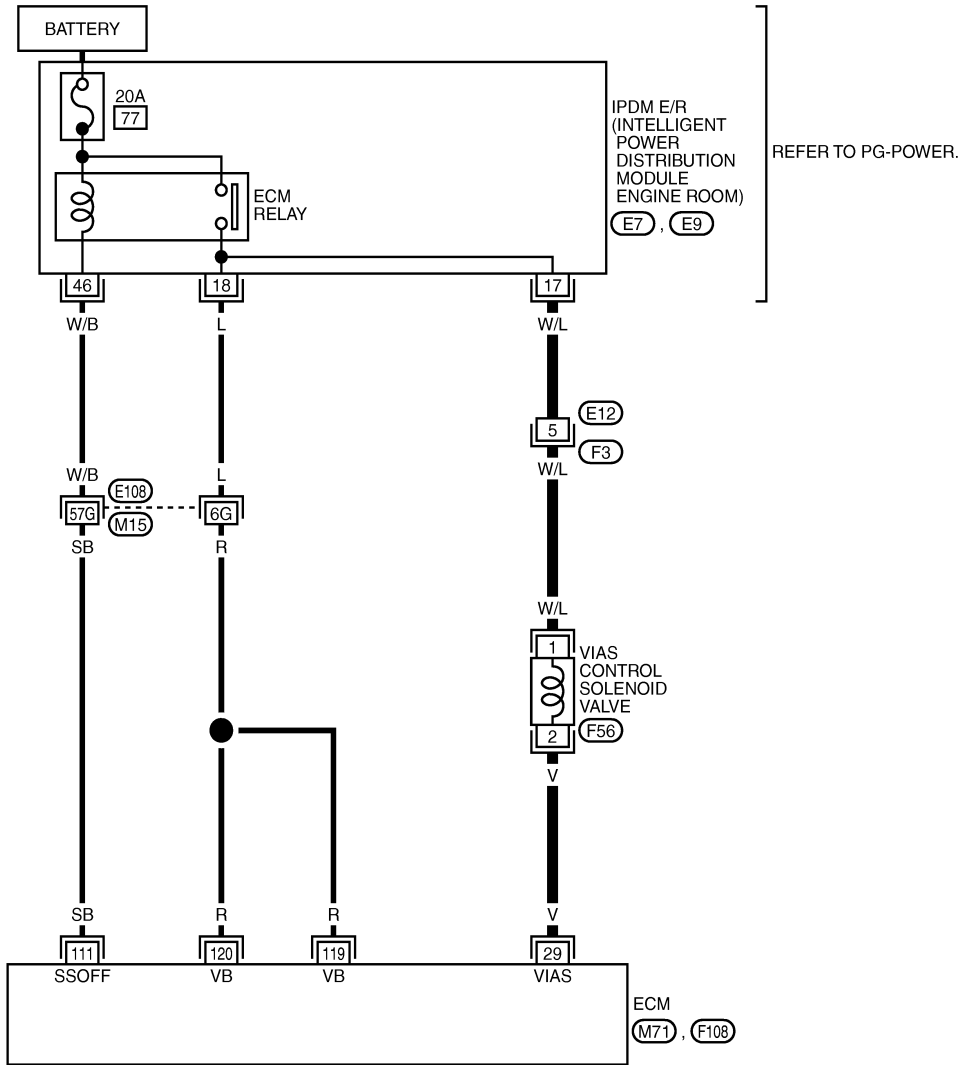 BATTERY
20A
77
IPDM E/R
(INTELLIGENT
POWER
DISTRIBUTION
MODULE
ENGINE ROOM)
E7 , E9
REFER TO PG-POWER.
ECM
RELAY
46 18 17
W/B L W/L
5
E12
F3
W/L
W/B L
57G
E108
M15
6G
SB R
W/L
1
VIAS
CONTROL
SOLENOID
VALVE
2
F56
V
SB R R V
111 120 119 29
SSOFF VB VB VIAS
ECM
M71 , F108